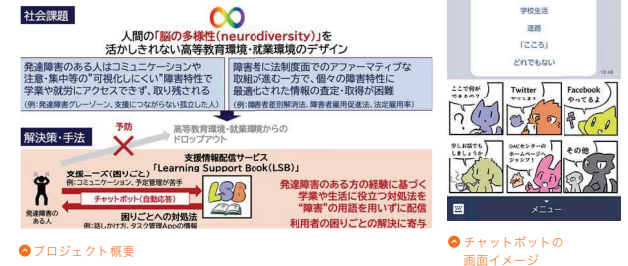 社会課題
人間の「脳の多様性(neurodiversity)」を
活かしきれない高等教育環境・就業環境のデザイン
発達障害のある人はコミュニケーションや
注意・集中等の"可視化しにくい"障害特性で
学業や就労にアクセスできず、取り残される
(例:発達障害グレーゾーン、支援につながらない孤立した人)
障害者に法制度面でのアファーマティブな
取組が進む一方で、個々の障害特性に
最適化された情報の査定・取得が困難
(例:障害者差別解消法、障害者雇用促進法、法定雇用率)
解決策・手法
予防
高等教育環境・就業環境からの
ドロップアウト
支援情報配信サービス
「Learning Support Book(LSB)」
支援ニーズ(困りごと)
例:コミュニケーション、予定管理が苦手
チャットボット(自動応答)
LSB
発達障害の
ある人
困りごとへの対処法
例:話しかけ方、タスク管理Appの情報
発達障害のある方の経験に基づく
学業や生活に役立つ対処法を
"障害"の用語を用いずに配信
利用者の困りごとの解決に寄与
プロジェクト概要
学校生活
進路
「こころ」
どれでもない
18:48
ここで何が
できるの?
Twitter
やってます
Facebook
やってるよ
少しお話でも
しましょうか
DACセンターの
ホームページへ
ジャンプ!
その他
メニュー
チャットボットの
画面イメージ